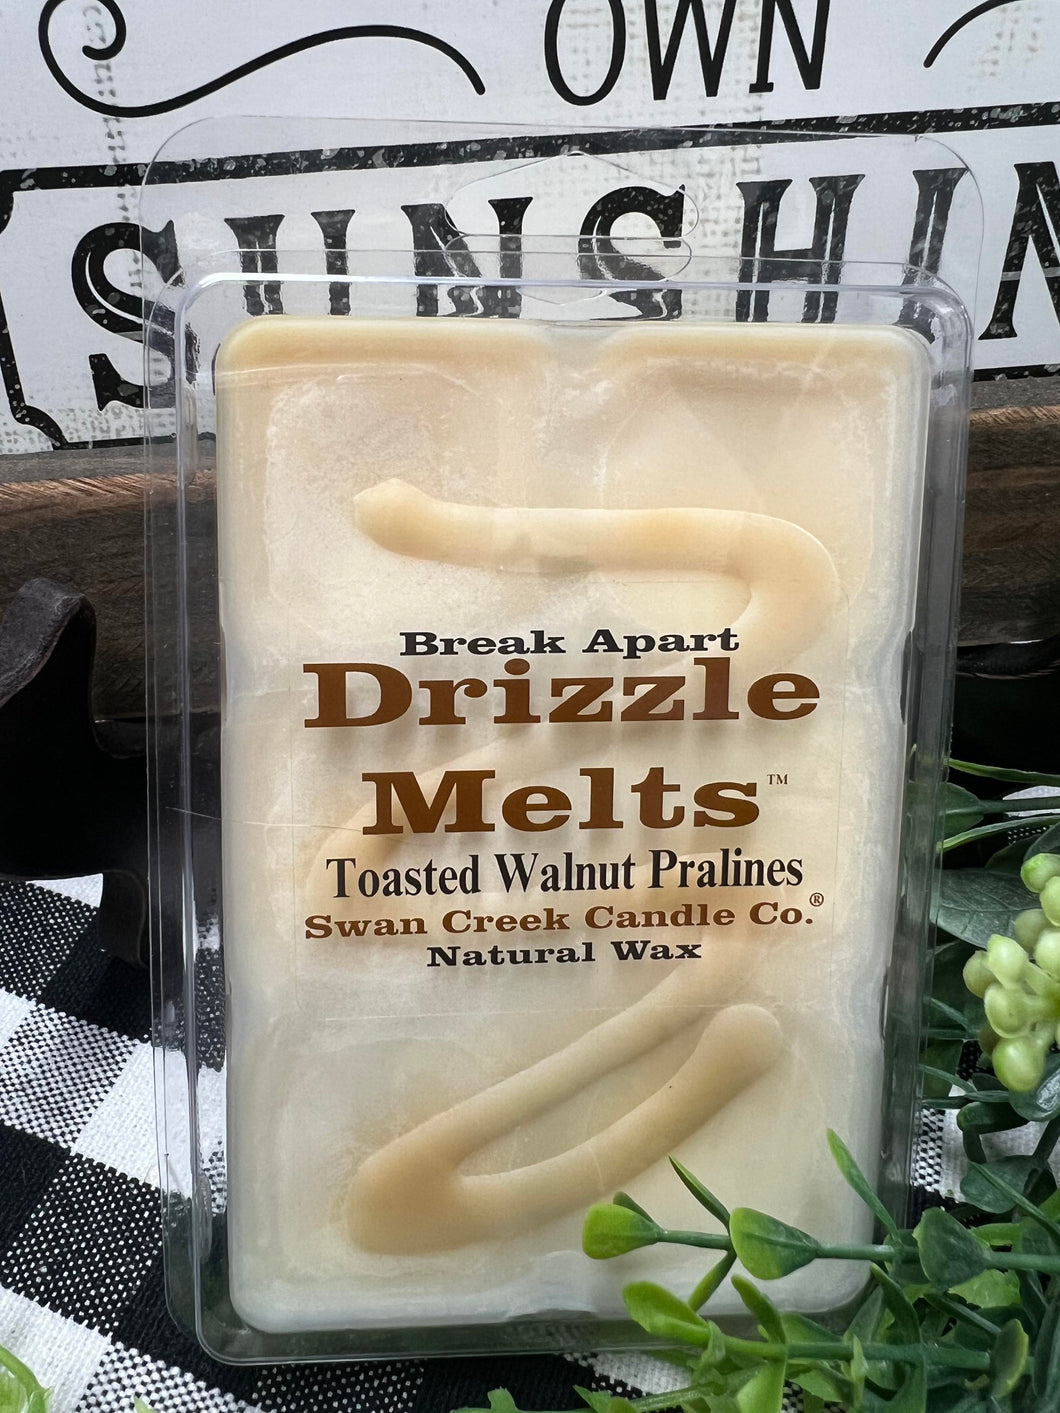 OWN
SUNSHIN
Break Apart
Drizzle
Melts™
Toasted Walnut Pralines
Swan Creek Candle Co.®
Natural Wax